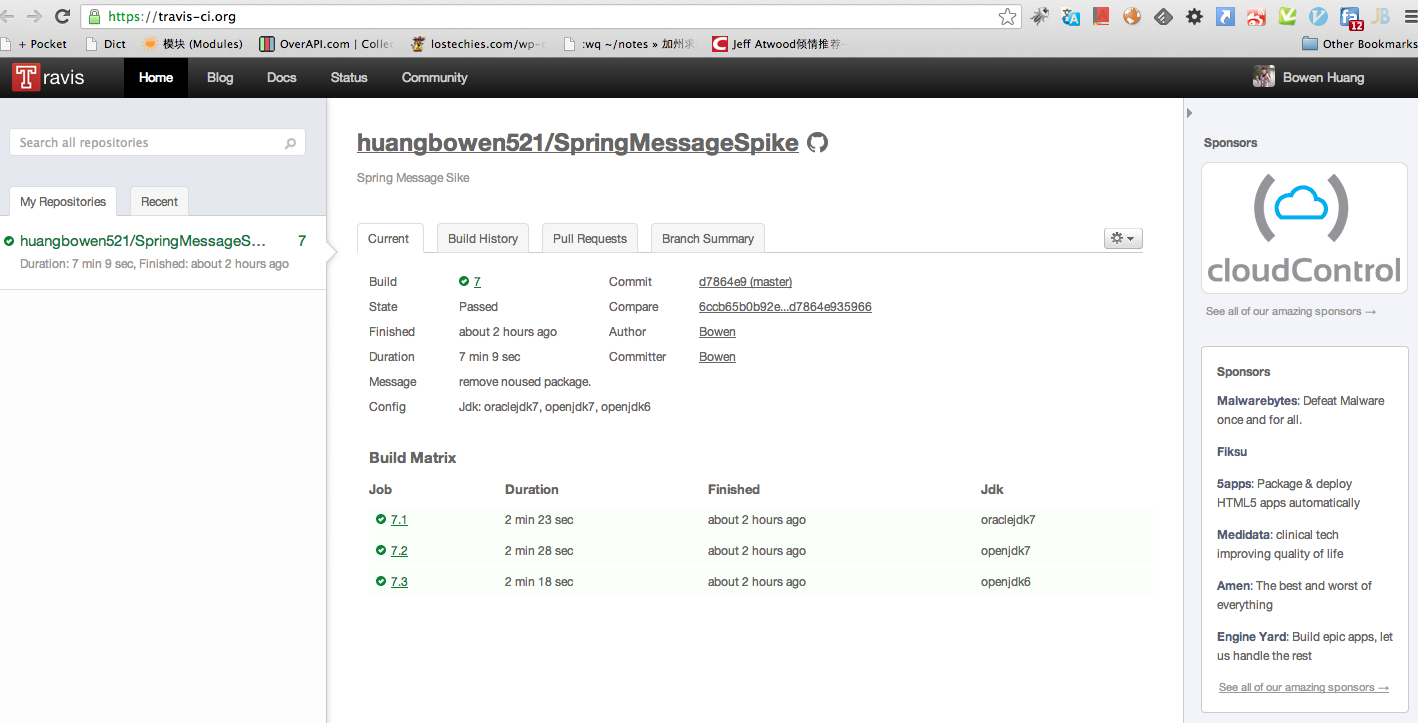 https://travis-ci.org
12
JB
+ Pocket
Dict
模块 (Modules)
OverAPI.com | Collec
lostechies.com/wp-c
:wq ~/notes » 加州求
Jeff Atwood倾情推荐-
Other Bookmarks
Travis
Home
Blog
Docs
Status
Community
Bowen Huang
Search all repositories
My Repositories
Recent
huangbowen521/SpringMessageS... 7
Duration: 7 min 9 sec, Finished: about 2 hours ago
huangbowen521/SpringMessageSpike
Spring Message Sike
Current
Build History
Pull Requests
Branch Summary
Build 7 Commit d7864e9 (master)
State Passed Compare 6ccb65b0b92e...d7864e935966
Finished about 2 hours ago Author Bowen
Duration 7 min 9 sec Committer Bowen
Message remove noused package.
Config Jdk: oraclejdk7, openjdk7, openjdk6
Build Matrix
Job Duration Finished Jdk
7.1 2 min 23 sec about 2 hours ago oraclejdk7
7.2 2 min 28 sec about 2 hours ago openjdk7
7.3 2 min 18 sec about 2 hours ago openjdk6
Sponsors
cloudControl
See all of our amazing sponsors →
Sponsors
Malwarebytes: Defeat Malware
once and for all.
Fiksu
5apps: Package & deploy
HTML5 apps automatically
Medidata: clinical tech
improving quality of life
Amen: The best and worst of
everything
Engine Yard: Build epic apps, let
us handle the rest
See all of our amazing sponsors →